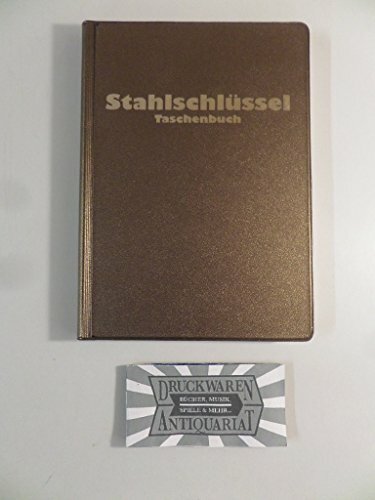 Stahlschlüssel
Taschenbuch
DRUCKWAREN
BÜCHER, MUSIK,
SPIELE & MEHR...
ANTIQUARIAT